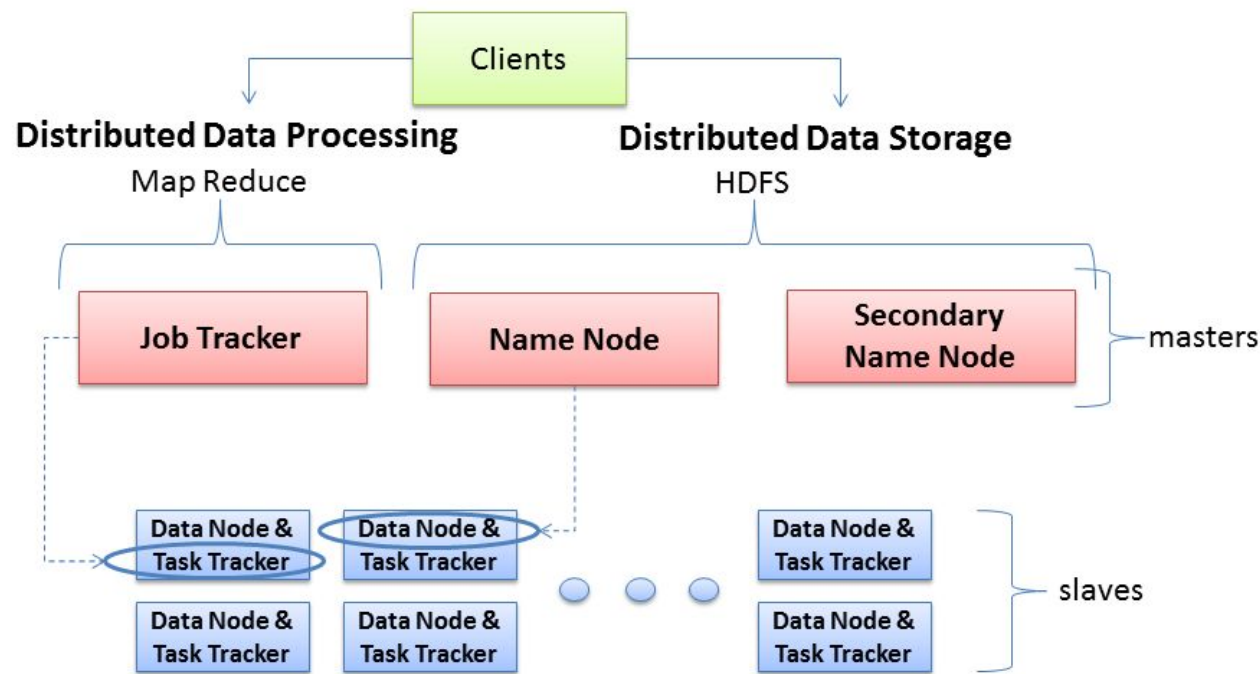 Clients
Distributed Data Processing
Map Reduce
Distributed Data Storage
HDFS
Job Tracker
Name Node
Secondary
Name Node
masters
Data Node &
Task Tracker
Data Node &
Task Tracker
Data Node &
Task Tracker
Data Node &
Task Tracker
Data Node &
Task Tracker
Data Node &
Task Tracker
slaves